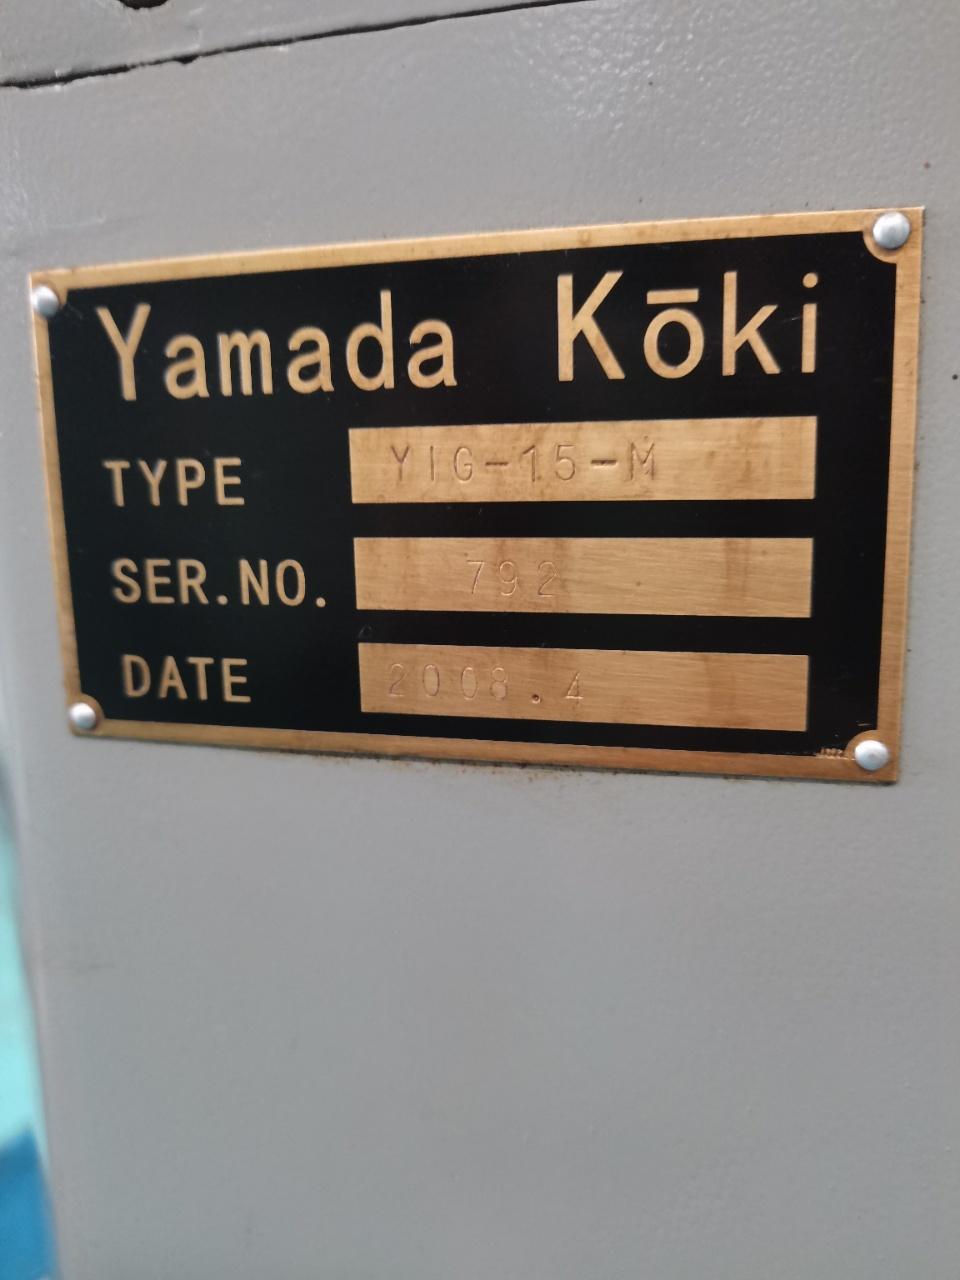 Yamada Kōki
TYPE YIG-15-M
SER.NO. 792
DATE 2008.4